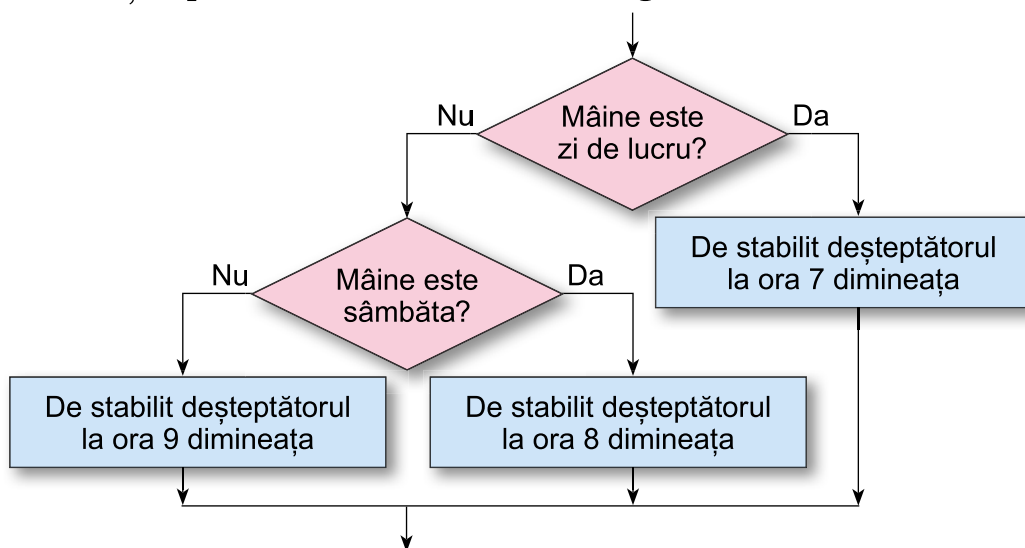 Mâine este
zi de lucru?
Nu
Da
De stabilit deșteptătorul
la ora 7 dimineața
Mâine este
sâmbăta?
Nu
Da
De stabilit deșteptătorul
la ora 9 dimineața
De stabilit deșteptătorul
la ora 8 dimineața